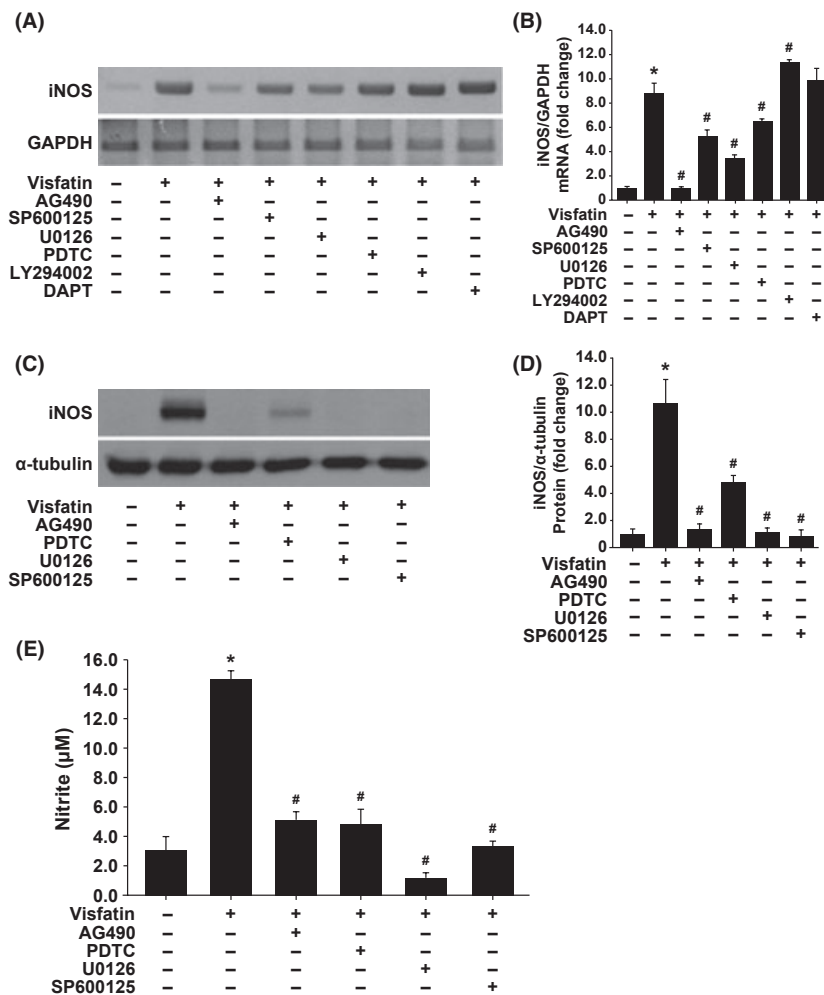 (A)
iNOS
GAPDH
Visfatin – + + + + + + +
AG490 – – + – – – – –
SP600125 – – – + – – – –
U0126 – – – – + – – –
PDTC – – – – – + – –
LY294002 – – – – – – + –
DAPT – – – – – – – +
(B)
iNOS/GAPDH
mRNA (fold change)
14.0
12.0
10.0
8.0
6.0
4.0
2.0
0.0
* # # # # #
Visfatin – + + + + + + +
AG490 – – + – – – – –
SP600125 – – – + – – – –
U0126 – – – – + – – –
PDTC – – – – – + – –
LY294002 – – – – – – + –
DAPT – – – – – – – +
(C)
iNOS
α-tubulin
Visfatin – + + + + +
AG490 – – + – – –
PDTC – – – + – –
U0126 – – – – + –
SP600125 – – – – – +
(D)
iNOS/α-tubulin
Protein (fold change)
14.0
12.0
10.0
8.0
6.0
4.0
2.0
0.0
* # # # #
Visfatin – + + + + +
AG490 – – + – – –
PDTC – – – + – –
U0126 – – – – + –
SP600125 – – – – – +
(E)
Nitrite (μM)
16.0
14.0
12.0
10.0
8.0
6.0
4.0
2.0
0.0
* # # # #
Visfatin – + + + + +
AG490 – – + – – –
PDTC – – – + – –
U0126 – – – – + –
SP600125 – – – – – +